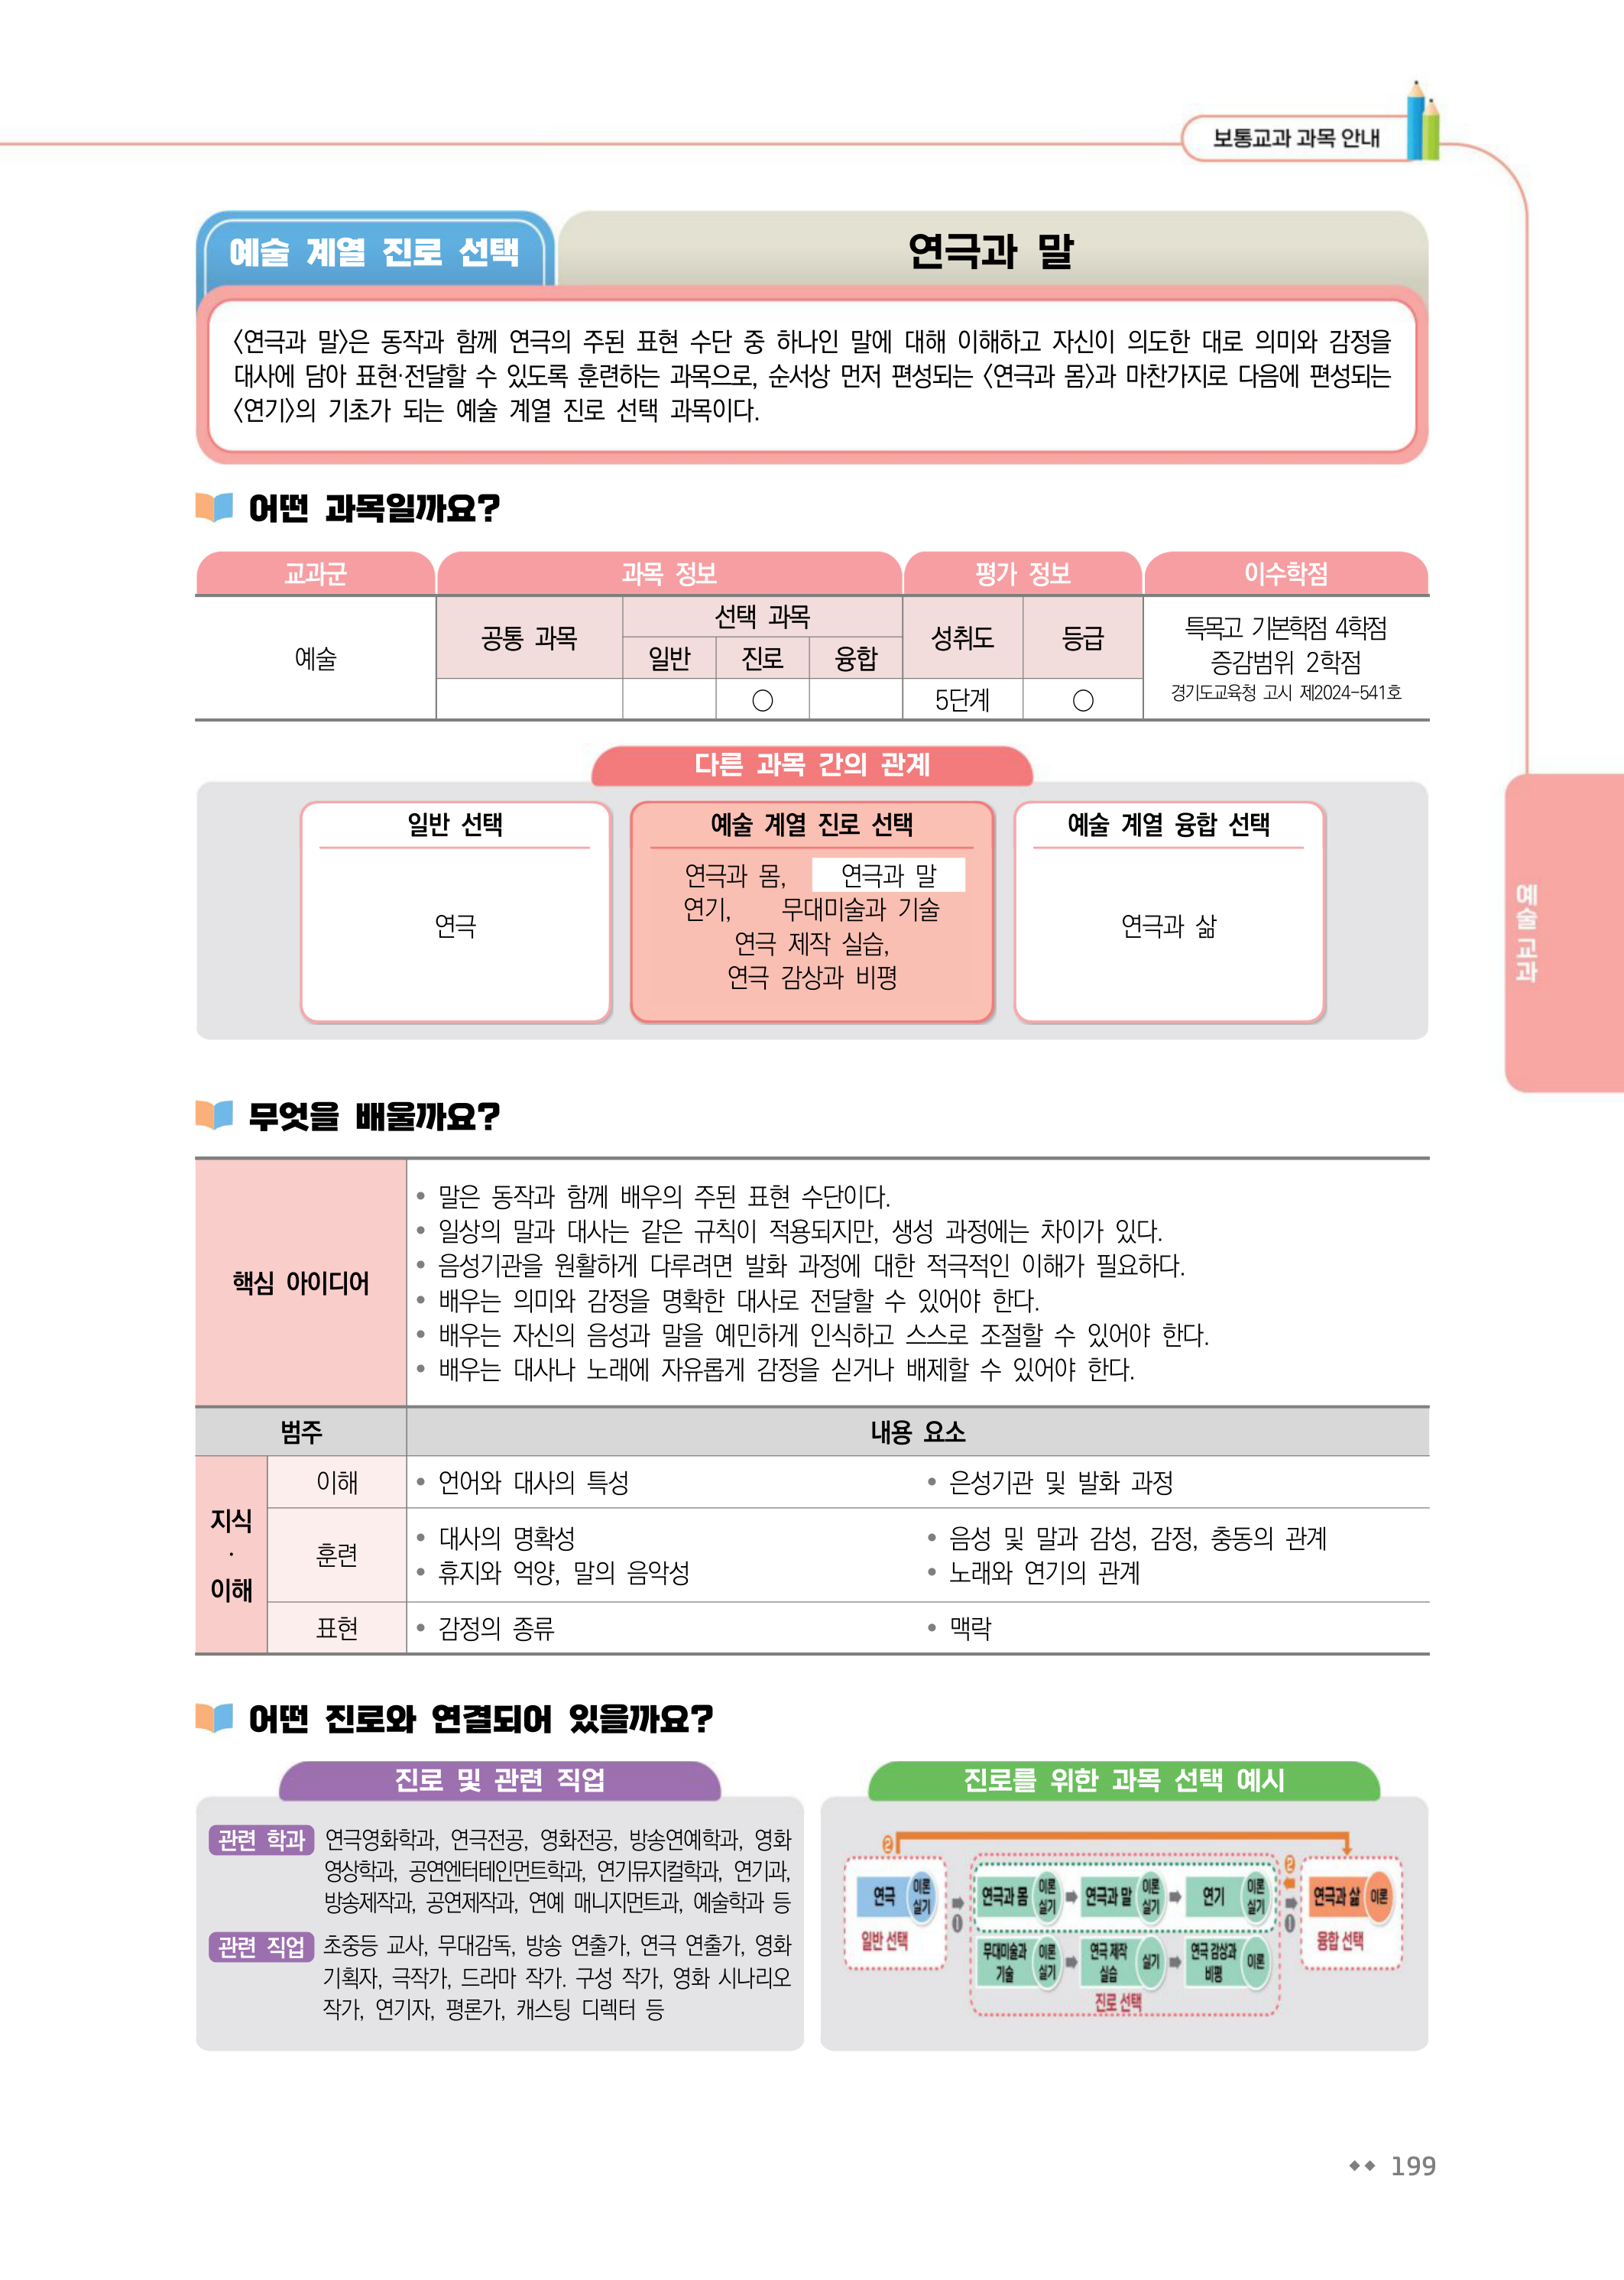 보통교과 과목 안내
예술 계열 진로 선택
연극과 말
<연극과 말>은 동작과 함께 연극의 주된 표현 수단 중 하나인 말에 대해 이해하고 자신이 의도한 대로 의미와 감정을
대사에 담아 표현·전달할 수 있도록 훈련하는 과목으로, 순서상 먼저 편성되는 <연극과 몸>과 마찬가지로 다음에 편성되는
<연기>의 기초가 되는 예술 계열 진로 선택 과목이다.
어떤 과목일까요?
교과군 과목 정보 평가 정보 이수학점
예술
공통 과목
선택 과목
일반 진로 융합
성취도 등급
○ 5단계 ○
특목고 기본학점 4학점
증감범위 2학점
경기도교육청 고시 제2024-541호
다른 과목 간의 관계
일반 선택
연극
예술 계열 진로 선택
연극과 몸, 연극과 말
연기, 무대미술과 기술
연극 제작 실습,
연극 감상과 비평
예술 계열 융합 선택
연극과 삶
예술 교과
무엇을 배울까요?
핵심 아이디어
• 말은 동작과 함께 배우의 주된 표현 수단이다.
• 일상의 말과 대사는 같은 규칙이 적용되지만, 생성 과정에는 차이가 있다.
• 음성기관을 원활하게 다루려면 발화 과정에 대한 적극적인 이해가 필요하다.
• 배우는 의미와 감정을 명확한 대사로 전달할 수 있어야 한다.
• 배우는 자신의 음성과 말을 예민하게 인식하고 스스로 조절할 수 있어야 한다.
• 배우는 대사나 노래에 자유롭게 감정을 싣거나 배제할 수 있어야 한다.
범주 내용 요소
지식
·
이해
이해
• 언어와 대사의 특성 • 은성기관 및 발화 과정
훈련
• 대사의 명확성 • 음성 및 말과 감성, 감정, 충동의 관계
• 휴지와 억양, 말의 음악성 • 노래와 연기의 관계
표현
• 감정의 종류 • 맥락
어떤 진로와 연결되어 있을까요?
진로 및 관련 직업
관련 학과 연극영화학과, 연극전공, 영화전공, 방송연예학과, 영화
영상학과, 공연엔터테인먼트학과, 연기뮤지컬학과, 연기과,
방송제작과, 공연제작과, 연예 매니지먼트과, 예술학과 등
관련 직업 초중등 교사, 무대감독, 방송 연출가, 연극 연출가, 영화
기획자, 극작가, 드라마 작가. 구성 작가, 영화 시나리오
작가, 연기자, 평론가, 캐스팅 디렉터 등
진로를 위한 과목 선택 예시
❷
연극 이론 실기
일반 선택
➡ ❶
연극과 몸 이론 실기 ➡ 연극과 말 이론 실기 ➡ 연기 이론 실기
무대미술과 기술 이론 실기 ➡ 연극 제작 실습 실기 ➡ 연극 감상과 비평 이론
진로 선택
❷
➡ ❶
연극과 삶 이론
융합 선택
199